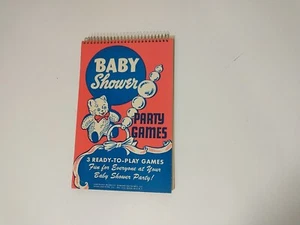 BABY
Shower
PARTY
GAMES
3 READY-TO-PLAY GAMES
Fun for Everyone at Your
Baby Shower Party!